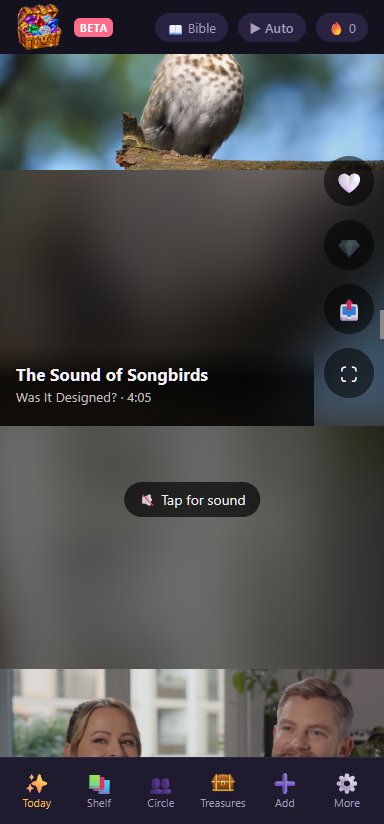 BETA
Bible
Auto
0
The Sound of Songbirds
Was It Designed? · 4:05
Tap for sound
Today
Shelf
Circle
Treasures
Add
More